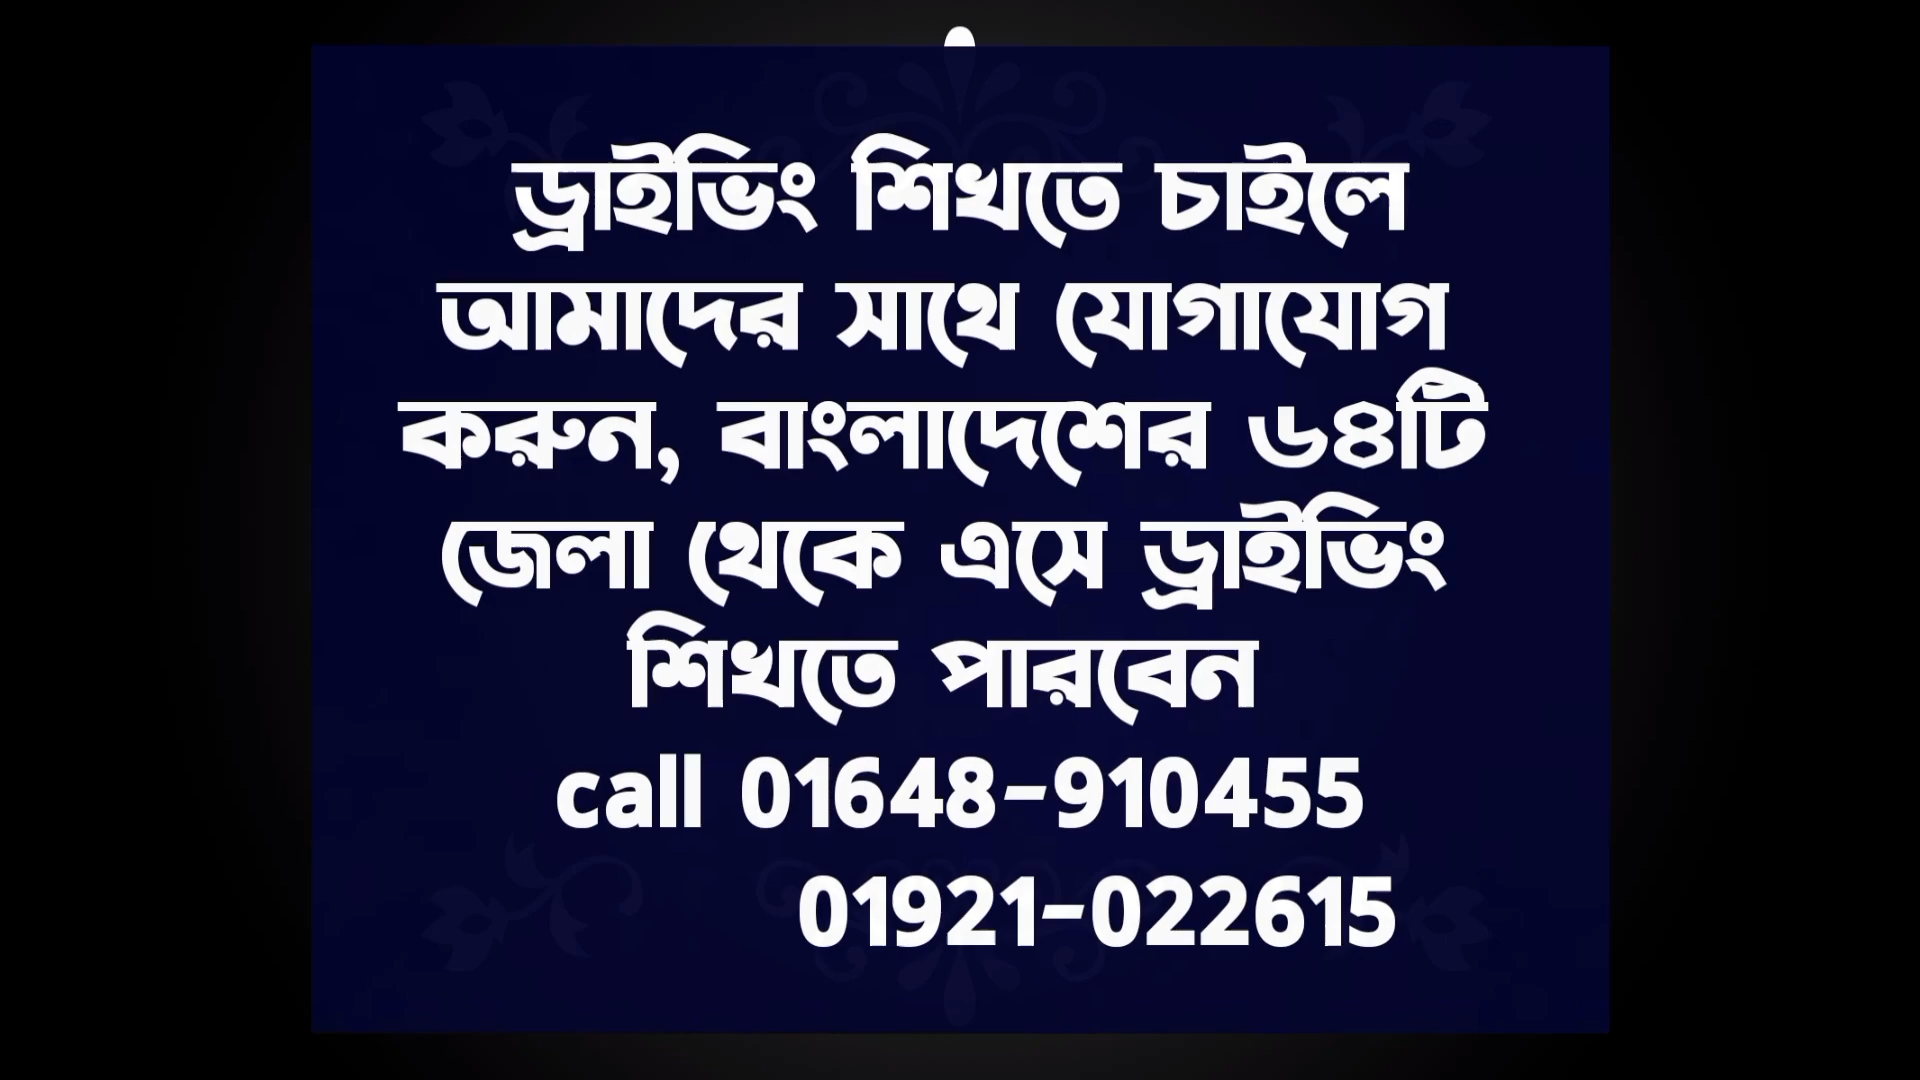 ড্রাইভিং শিখতে চাইলে
আমাদের সাথে যোগাযোগ
করুন, বাংলাদেশের ৬৪টি
জেলা থেকে এসে ড্রাইভিং
শিখতে পারবেন
call 01648-910455
01921-022615